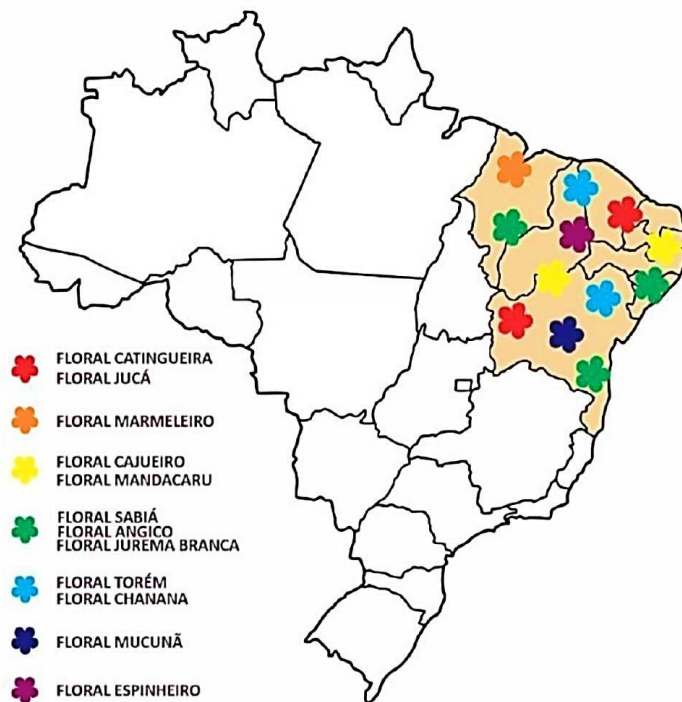 FLORAL CATINGUEIRA
FLORAL JUCÁ
FLORAL MARMELEIRO
FLORAL CAJUEIRO
FLORAL MANDACARU
FLORAL SABIÁ
FLORAL ANGICO
FLORAL JUREMA BRANCA
FLORAL TORÉM
FLORAL CHANANA
FLORAL MUCUNÃ
FLORAL ESPINHEIRO